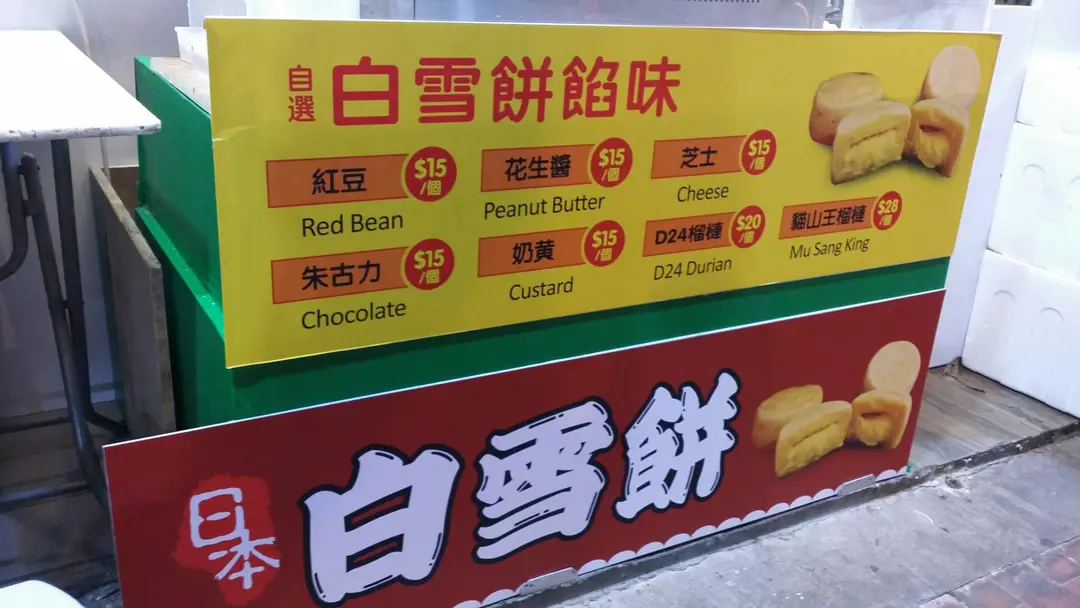 自選 白雪餅餡味
紅豆 $15/個
Red Bean
花生醬 $15/個
Peanut Butter
芝士 $15/個
Cheese
朱古力 $15/個
Chocolate
奶黄 $15/個
Custard
D24榴槤 $20/個
D24 Durian
貓山王榴槤 $28/個
Mu Sang King
日本 白雪餅